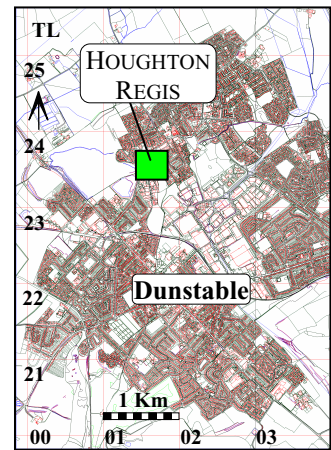 TL
HOUGHTON
REGIS
25
24
23
Dunstable
22
21
1 Km
00 01 02 03